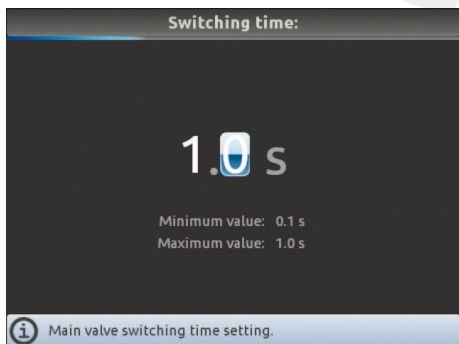 Switching time:
1.0 s
Minimum value: 0.1 s
Maximum value: 1.0 s
i Main valve switching time setting.